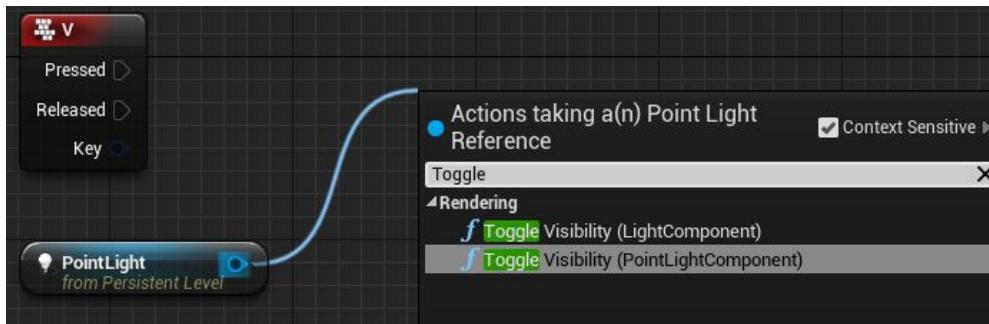 V
Pressed
Released
Key
PointLight
from Persistent Level
Actions taking a(n) Point Light
Reference
Context Sensitive
Toggle
Rendering
f Toggle Visibility (LightComponent)
f Toggle Visibility (PointLightComponent)